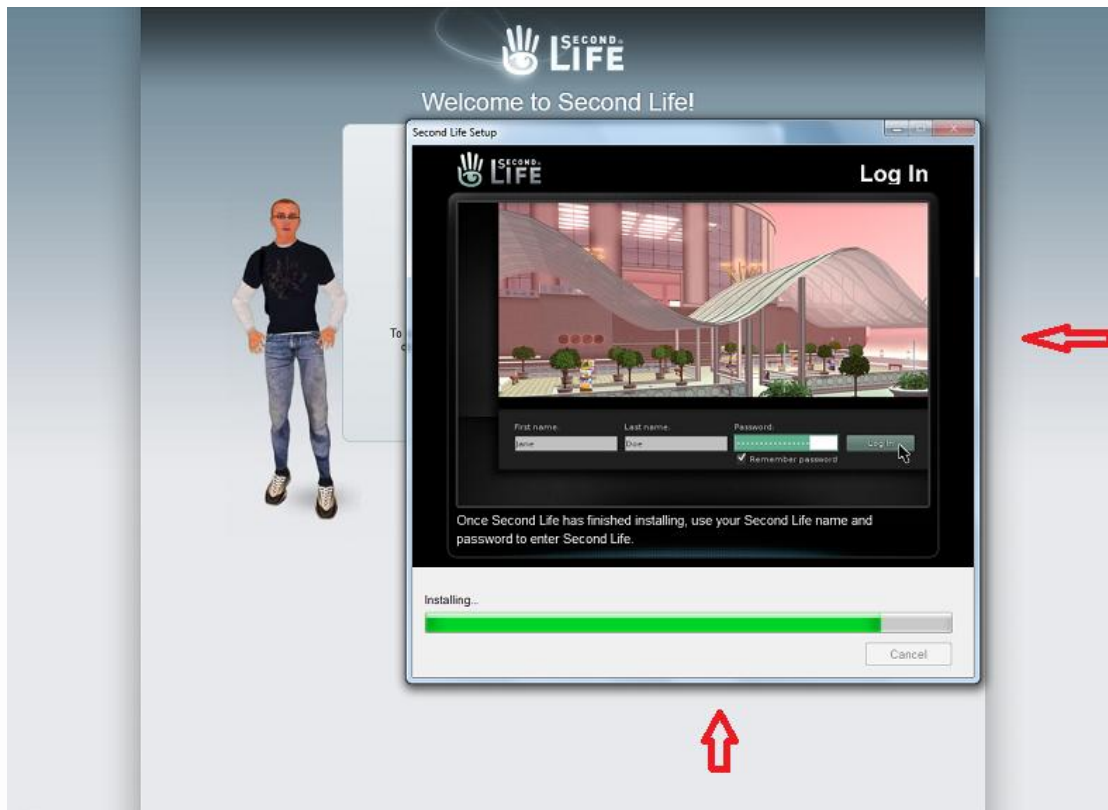 SECOND
LIFE
Welcome to Second Life!
Second Life Setup
SECOND
LIFE
Log In
To
First name:
Last name:
Password:
Jane
Doe
Log In
Remember password
Once Second Life has finished installing, use your Second Life name and
password to enter Second Life.
Installing...
Cancel